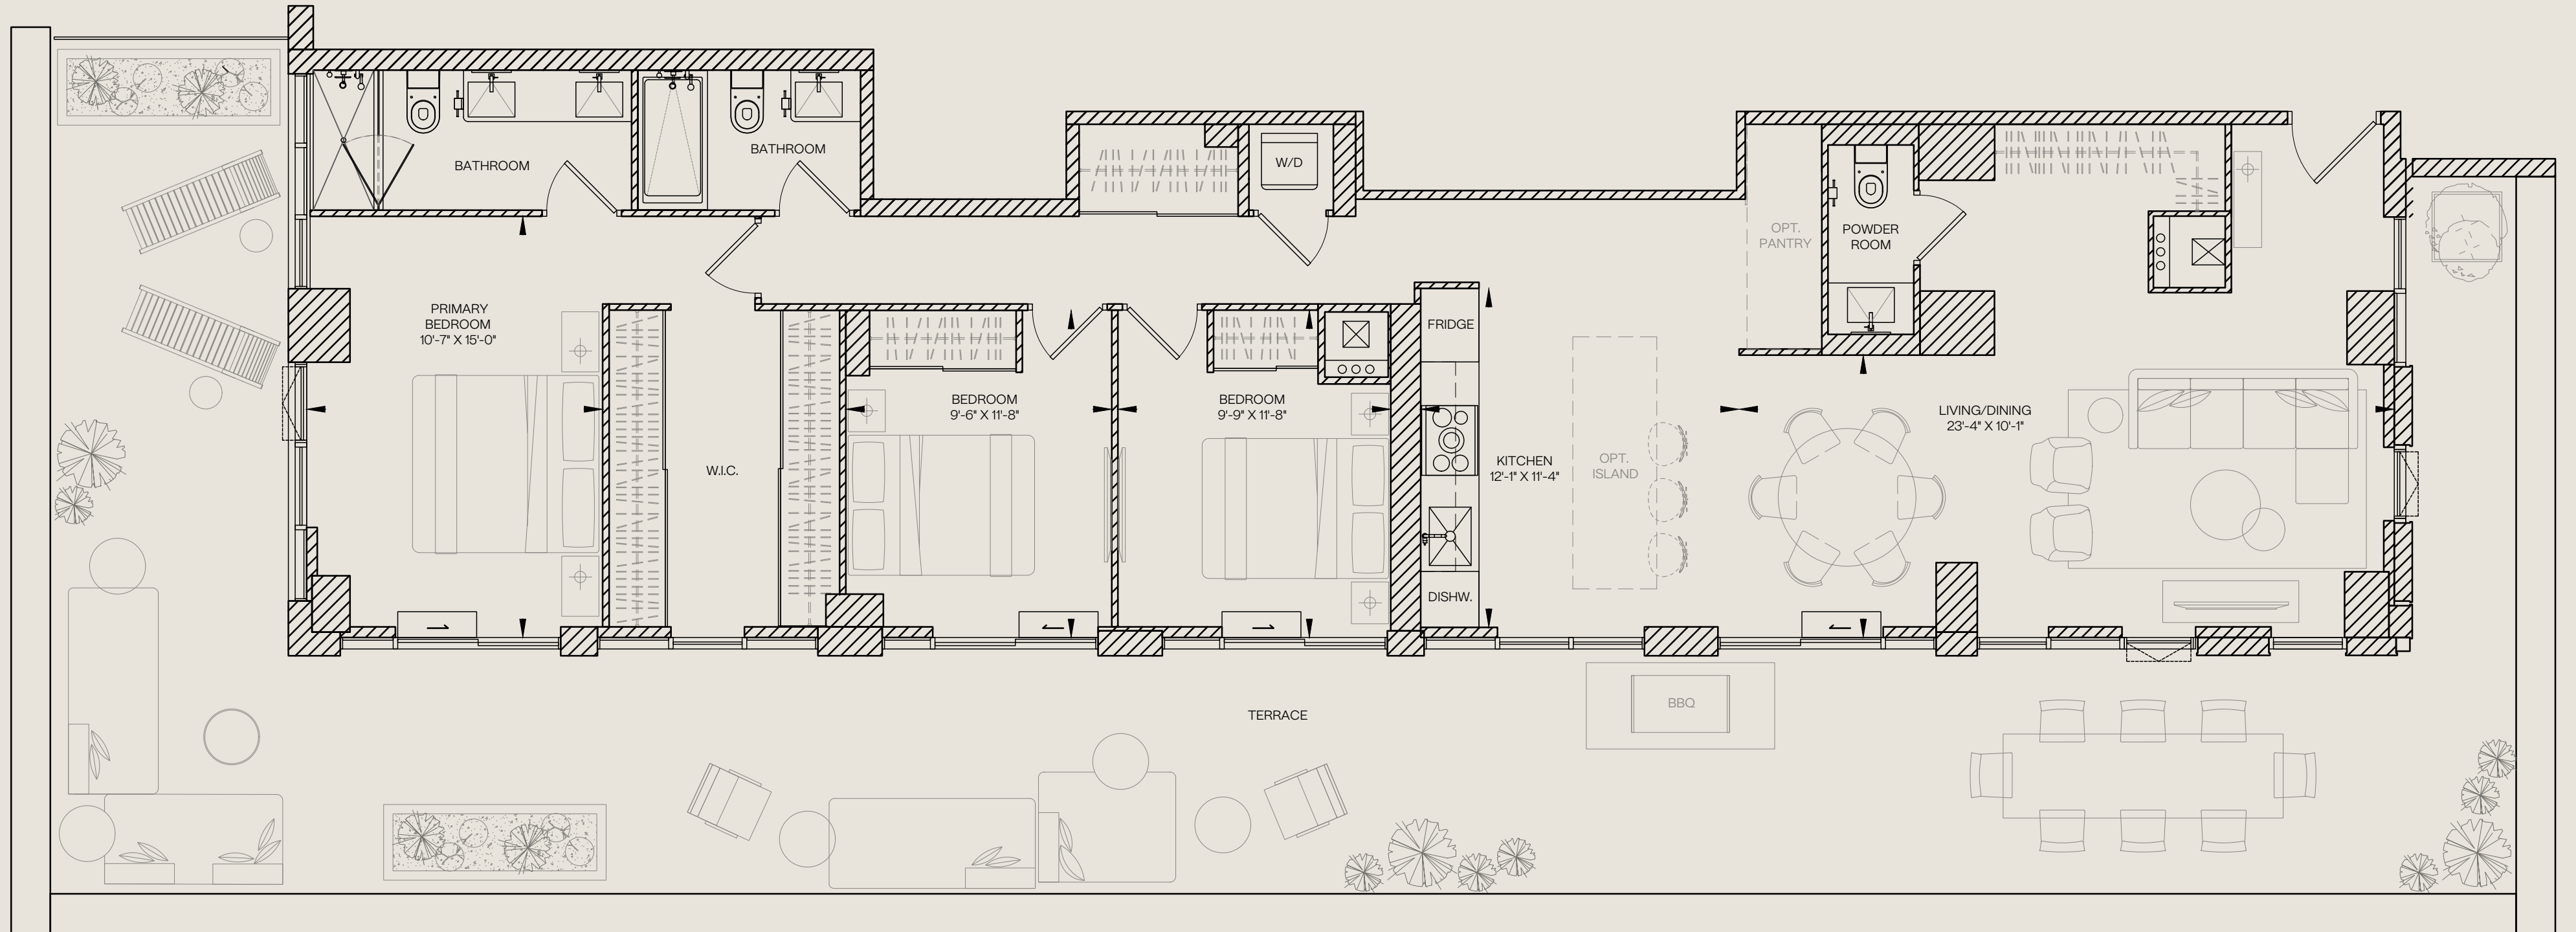 BATHROOM
BATHROOM
W/D
OPT.
PANTRY
POWDER
ROOM
PRIMARY
BEDROOM
10'-7" X 15'-0"
W.I.C.
BEDROOM
9'-6" X 11'-8"
BEDROOM
9'-9" X 11'-8"
FRIDGE
KITCHEN
12'-1" X 11'-4"
DISHW.
OPT.
ISLAND
LIVING/DINING
23'-4" X 10'-1"
TERRACE
BBQ